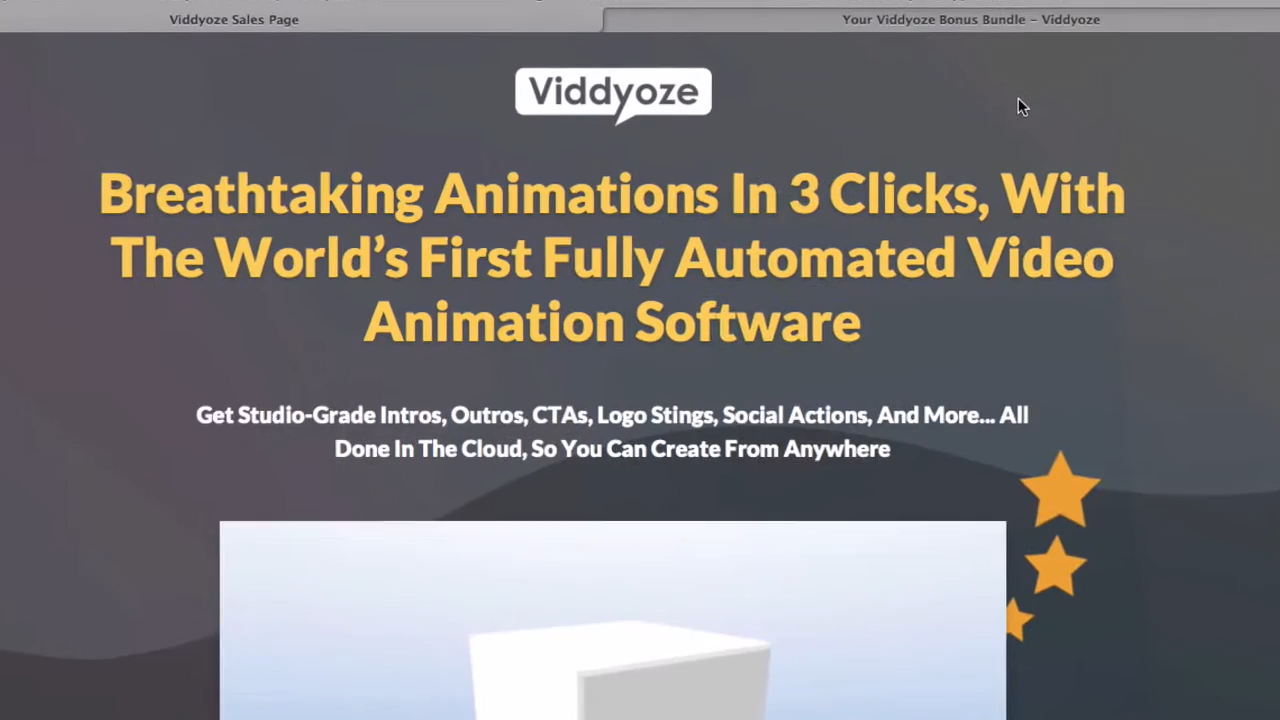 Viddyoze Sales Page
Your Viddyoze Bonus Bundle – Viddyoze
Viddyoze
Breathtaking Animations In 3 Clicks, With
The World’s First Fully Automated Video
Animation Software
Get Studio-Grade Intros, Outros, CTAs, Logo Stings, Social Actions, And More... All
Done In The Cloud, So You Can Create From Anywhere